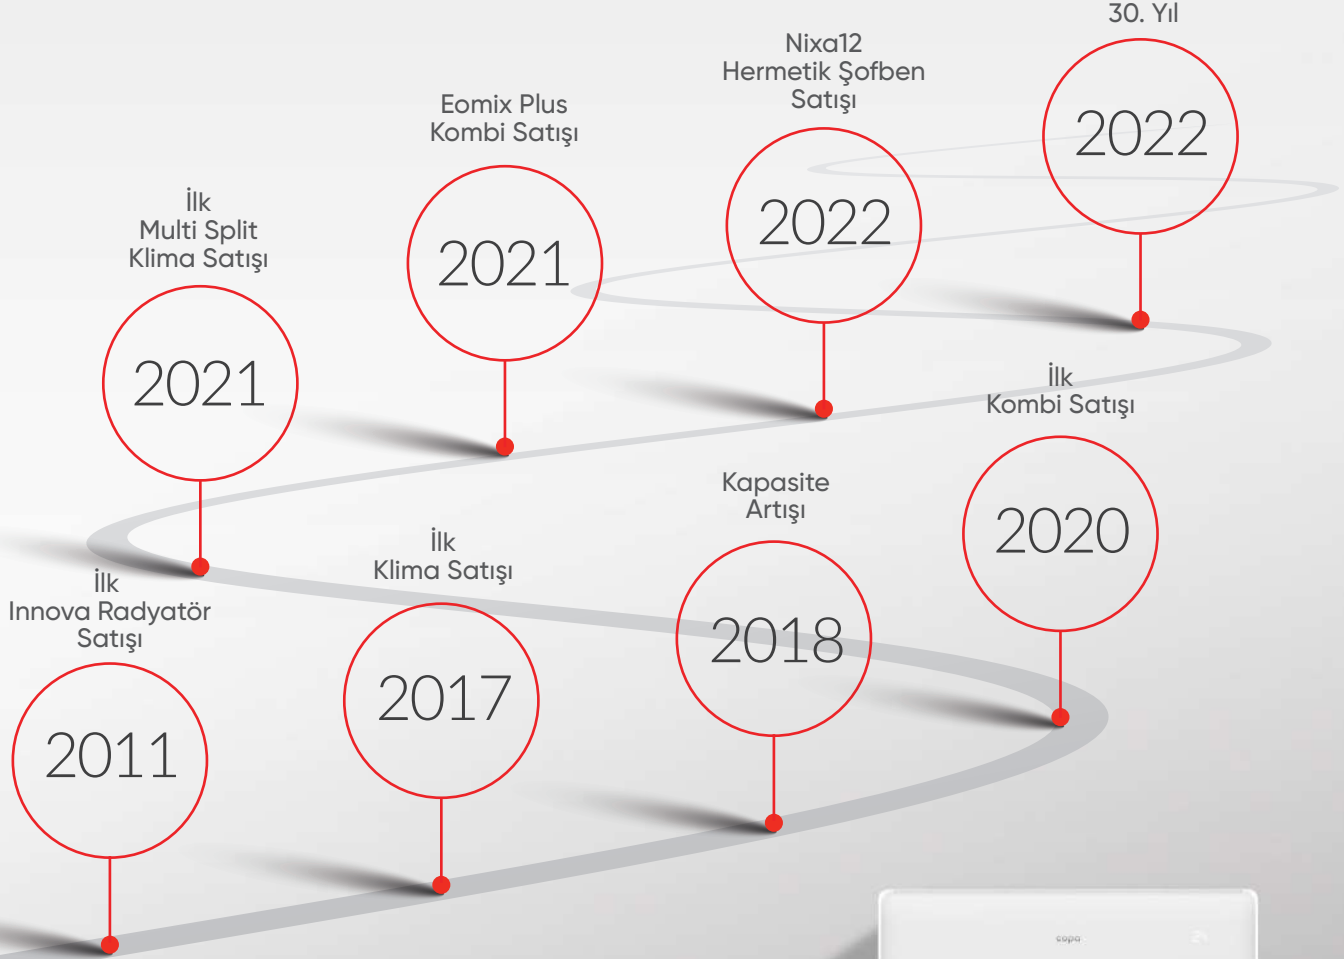 30. Yıl
2022
Nixa12
Hermetik Şofben
Satışı
2022
Eomix Plus
Kombi Satışı
2021
İlk
Multi Split
Klima Satışı
2021
İlk
Kombi Satışı
2020
Kapasite
Artışı
2018
İlk
Klima Satışı
2017
İlk
Innova Radyatör
Satışı
2011
copa